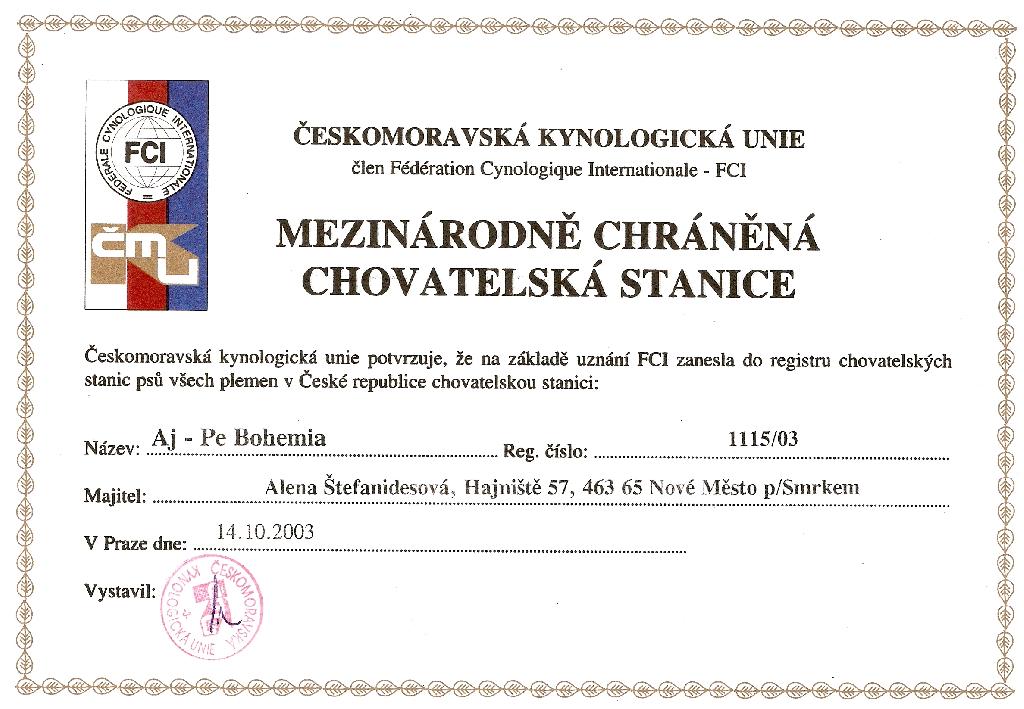 FÉDERALE CYNOLOGIQUE INTERNATIONALE
FCI
čmku
ČESKOMORAVSKÁ KYNOLOGICKÁ UNIE
člen Fédération Cynologique Internationale - FCI
MEZINÁRODNĚ CHRÁNĚNÁ
CHOVATELSKÁ STANICE
Českomoravská kynologická unie potvrzuje, že na základě uznání FCI zanesla do registru chovatelských
stanic psů všech plemen v České republice chovatelskou stanici:
Název: Aj - Pe Bohemia Reg. číslo: 1115/03
Majitel: Alena Štefanidesová, Hajniště 57, 463 65 Nové Město p/Smrkem
V Praze dne: 14.10.2003
Vystavil:
ČESKOMORAVSKÁ KYNOLOGICKÁ UNIE